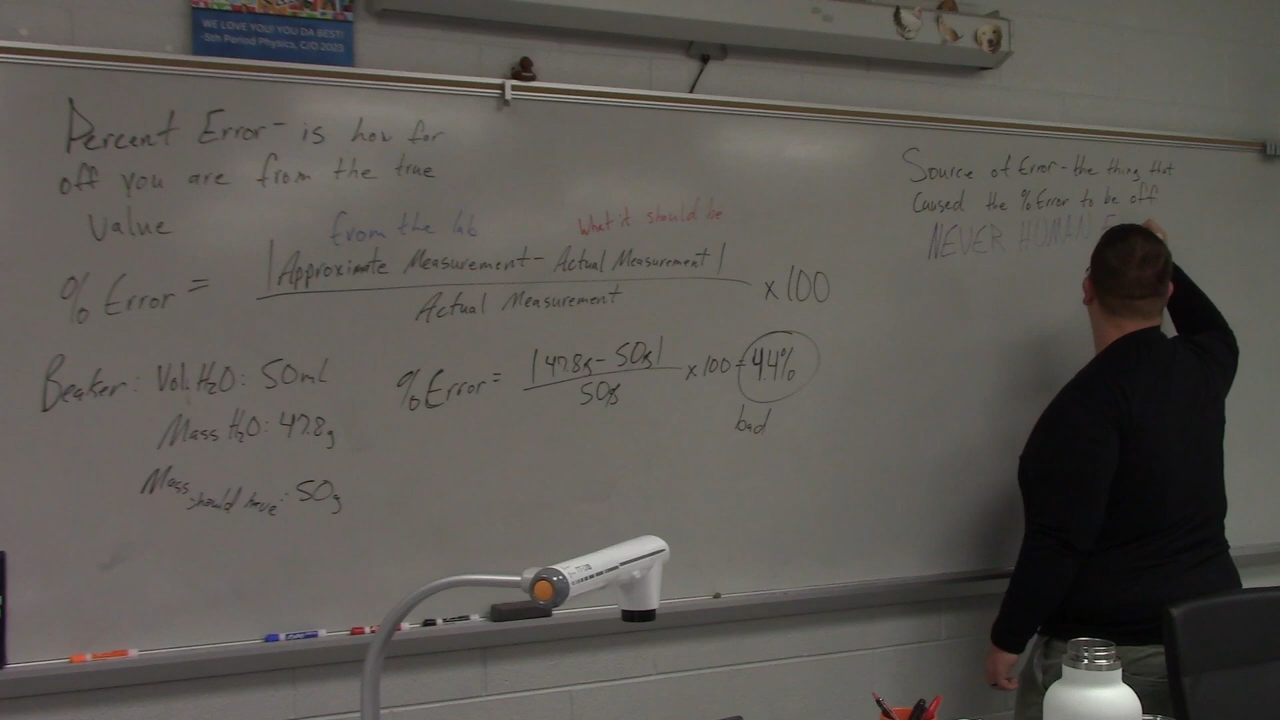 WE LOVE YOU! YOU DA BEST!
-5th Period Physics, C/O 2025
Percent Error - is how far
off you are from the true
value
from the lab
What it should be
% Error = |Approximate Measurement - Actual Measurement| / Actual Measurement x100
Beaker: Vol. H2O: 50mL
Mass H2O: 47.8g
Mass should have: 50g
% Error = |47.8g - 50g| / 50g x100 = 4.4%
bad
Source of Error - the thing that
Caused the % Error to be off
NEVER HUMAN